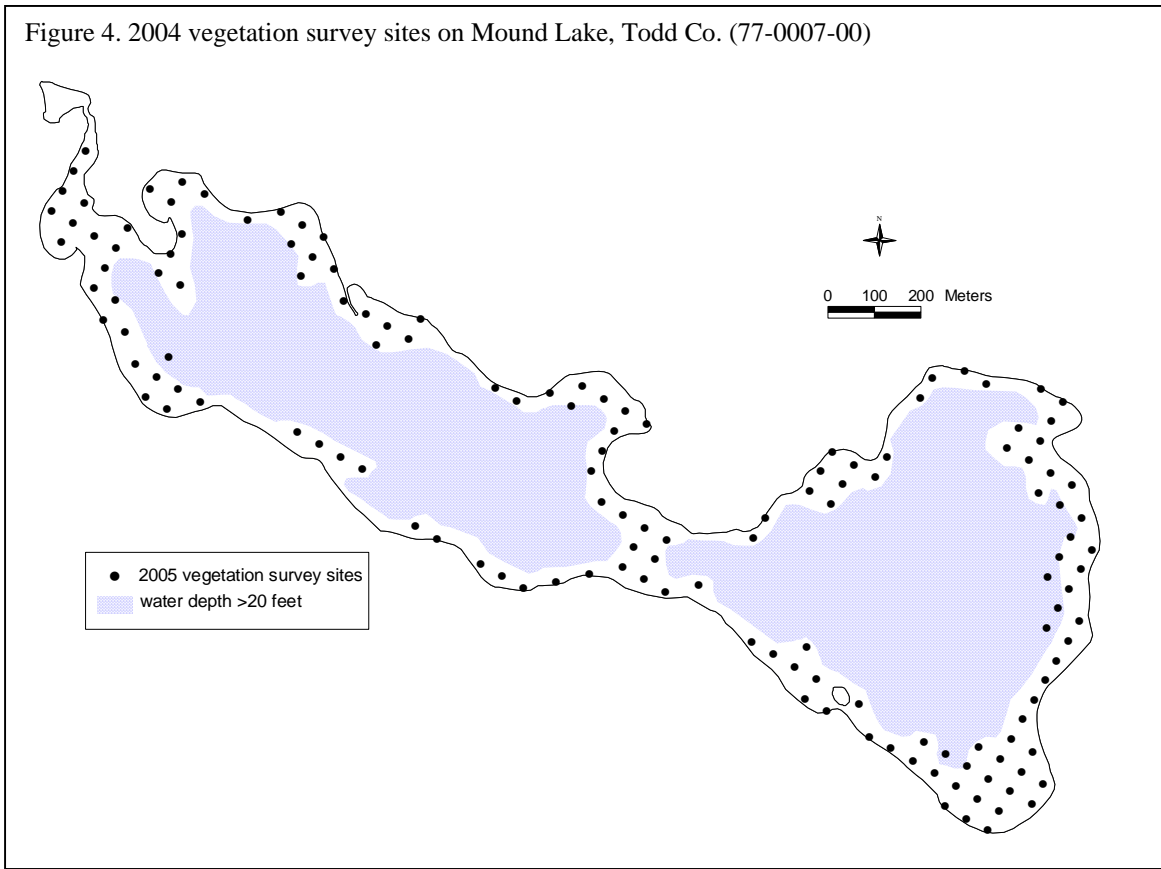 Figure 4. 2004 vegetation survey sites on Mound Lake, Todd Co. (77-0007-00)
N
0 100 200 Meters
2005 vegetation survey sites
water depth >20 feet